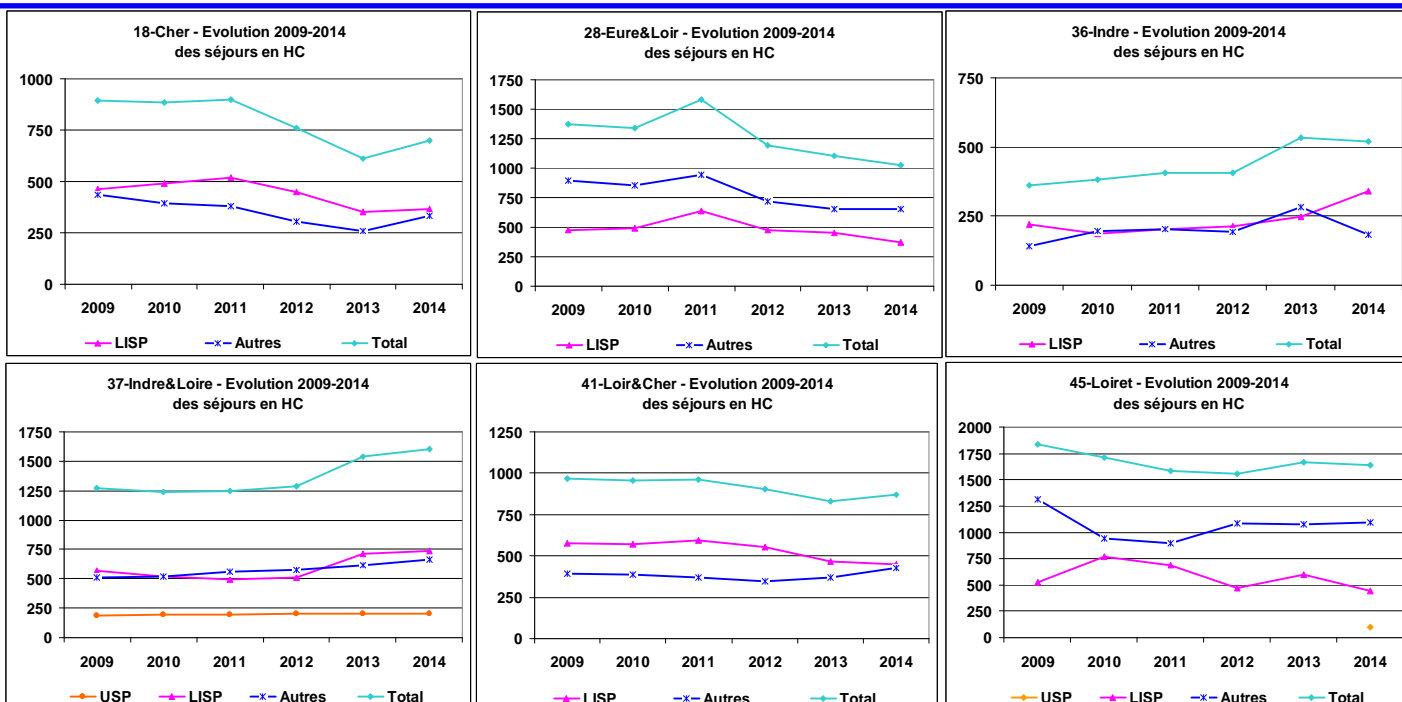 18-Cher - Evolution 2009-2014
des séjours en HC
1000
750
500
250
0
2009 2010 2011 2012 2013 2014
LISP Autres Total
28-Eure&Loir - Evolution 2009-2014
des séjours en HC
1750
1500
1250
1000
750
500
250
0
2009 2010 2011 2012 2013 2014
LISP Autres Total
36-Indre - Evolution 2009-2014
des séjours en HC
750
500
250
0
2009 2010 2011 2012 2013 2014
LISP Autres Total
37-Indre&Loire - Evolution 2009-2014
des séjours en HC
1750
1500
1250
1000
750
500
250
0
2009 2010 2011 2012 2013 2014
USP LISP Autres Total
41-Loir&Cher - Evolution 2009-2014
des séjours en HC
1250
1000
750
500
250
0
2009 2010 2011 2012 2013 2014
LISP Autres Total
45-Loiret - Evolution 2009-2014
des séjours en HC
2000
1750
1500
1250
1000
750
500
250
0
2009 2010 2011 2012 2013 2014
USP LISP Autres Total